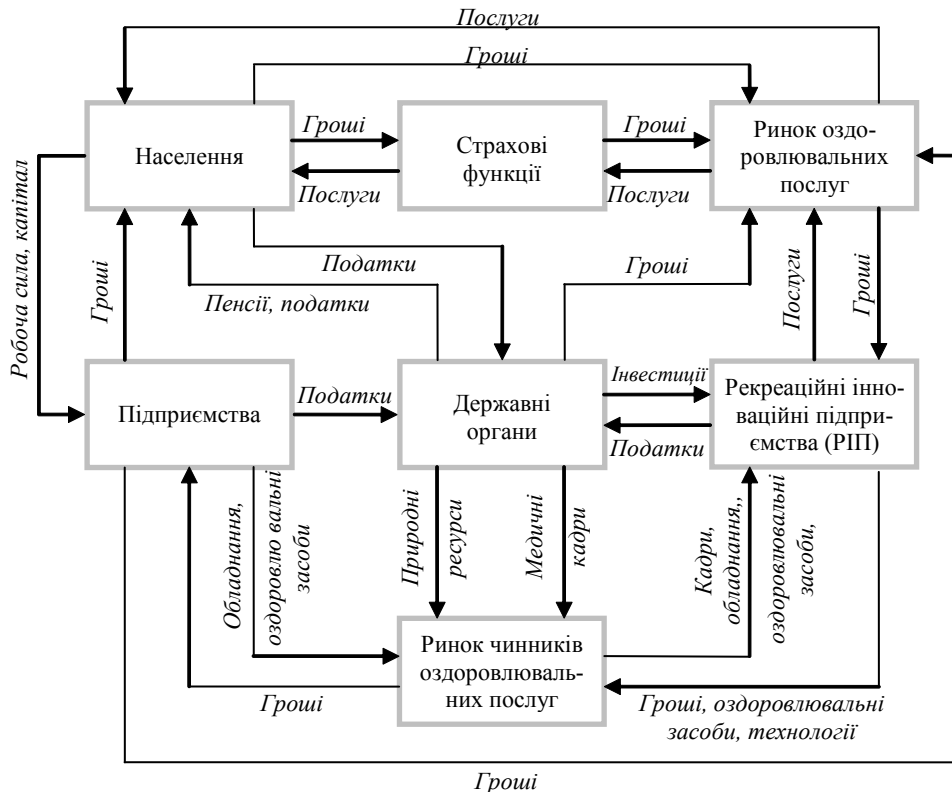 Послуги
Гроші
Населення
Гроші
Послуги
Страхові
функції
Гроші
Послуги
Ринок оздо-
ровлювальних
послуг
Робоча сила, капітал
Гроші
Податки
Пенсії, податки
Гроші
Послуги
Гроші
Підприємства
Податки
Державні
органи
Інвестиції
Податки
Рекреаційні інно-
ваційні підпри-
ємства (РІП)
Обладнання,
оздоровлю вальні
засоби
Природні
ресурси
Медичні
кадри
Кадри,
обладнання,,
оздоровлювальні
засоби,
Ринок чинників
оздоровлюваль-
них послуг
Гроші
Гроші, оздоровлювальні
засоби, технології
Гроші